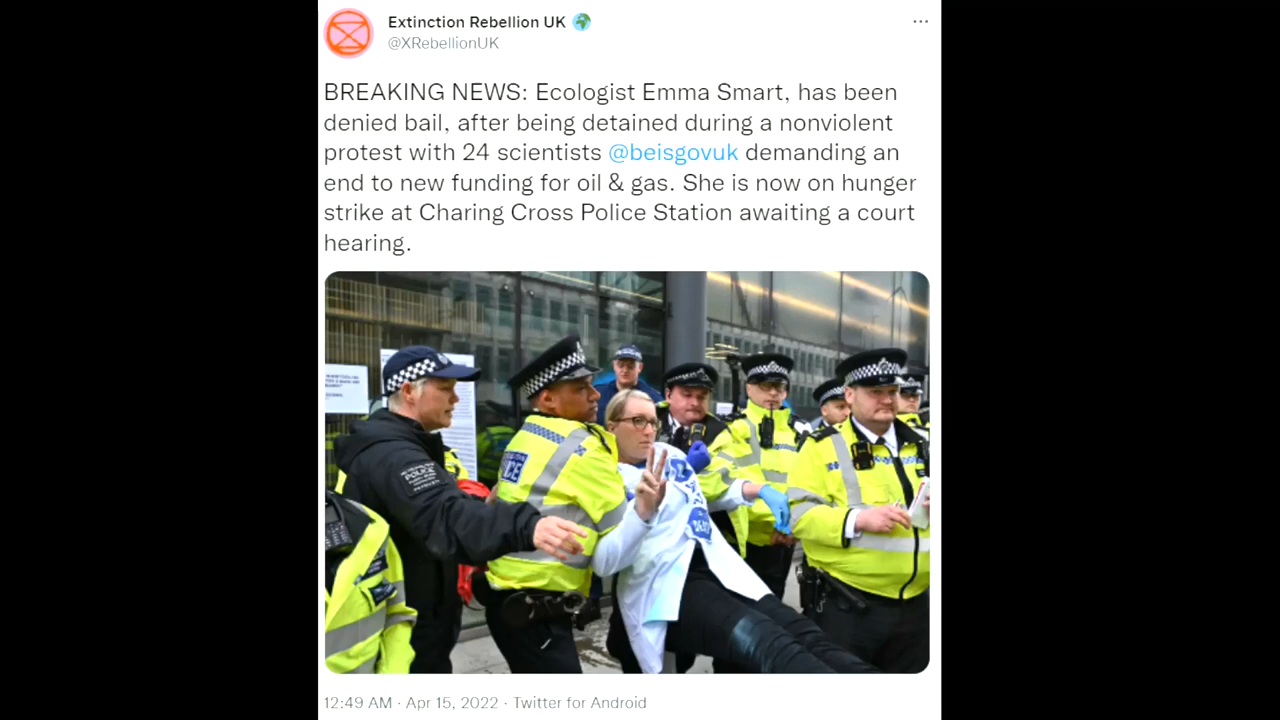 Extinction Rebellion UK
@XRebellionUK
BREAKING NEWS: Ecologist Emma Smart, has been
denied bail, after being detained during a nonviolent
protest with 24 scientists @beisgovuk demanding an
end to new funding for oil & gas. She is now on hunger
strike at Charing Cross Police Station awaiting a court
hearing.
POLICE
12:49 AM · Apr 15, 2022 · Twitter for Android